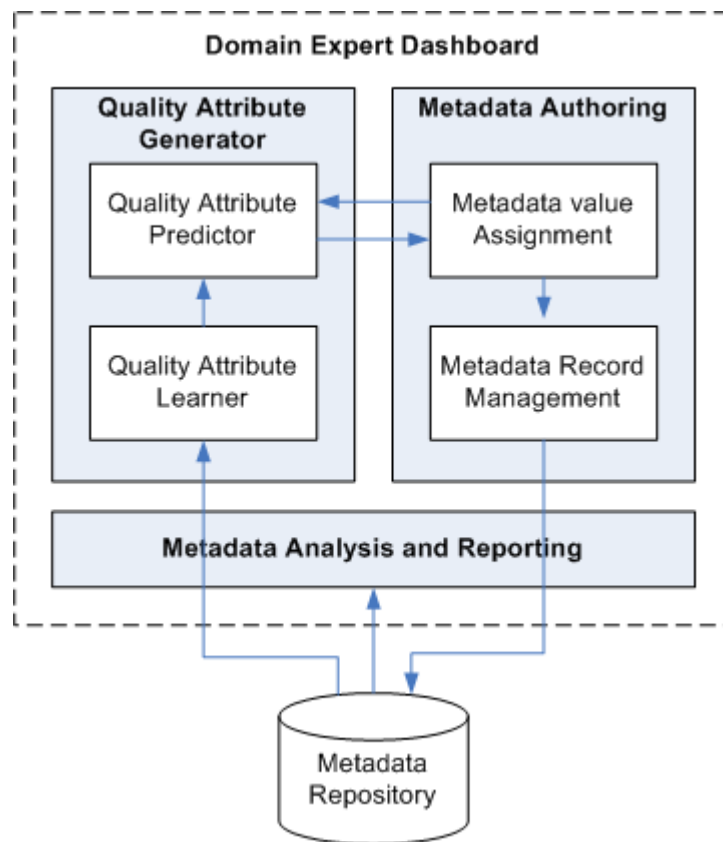 Domain Expert Dashboard
Quality Attribute
Generator
Quality Attribute
Predictor
Quality Attribute
Learner
Metadata Authoring
Metadata value
Assignment
Metadata Record
Management
Metadata Analysis and Reporting
Metadata
Repository